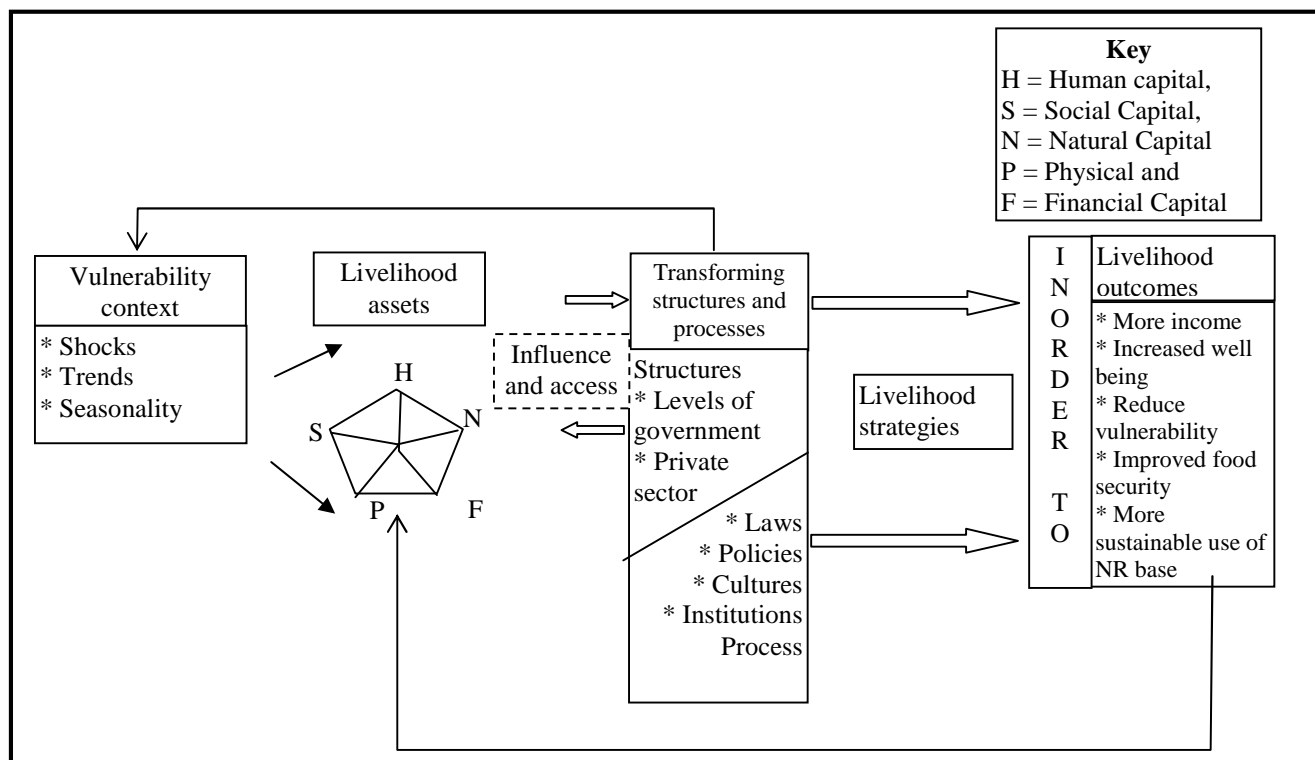 Key
H = Human capital,
S = Social Capital,
N = Natural Capital
P = Physical and
F = Financial Capital
Vulnerability
context
* Shocks
* Trends
* Seasonality
Livelihood
assets
H
S
N
P
F
Influence
and access
Transforming
structures and
processes
Structures
* Levels of
government
* Private
sector
* Laws
* Policies
* Cultures
* Institutions
Process
Livelihood
strategies
I
N
O
R
D
E
R
T
O
Livelihood
outcomes
* More income
* Increased well
being
* Reduce
vulnerability
* Improved food
security
* More
sustainable use of
NR base